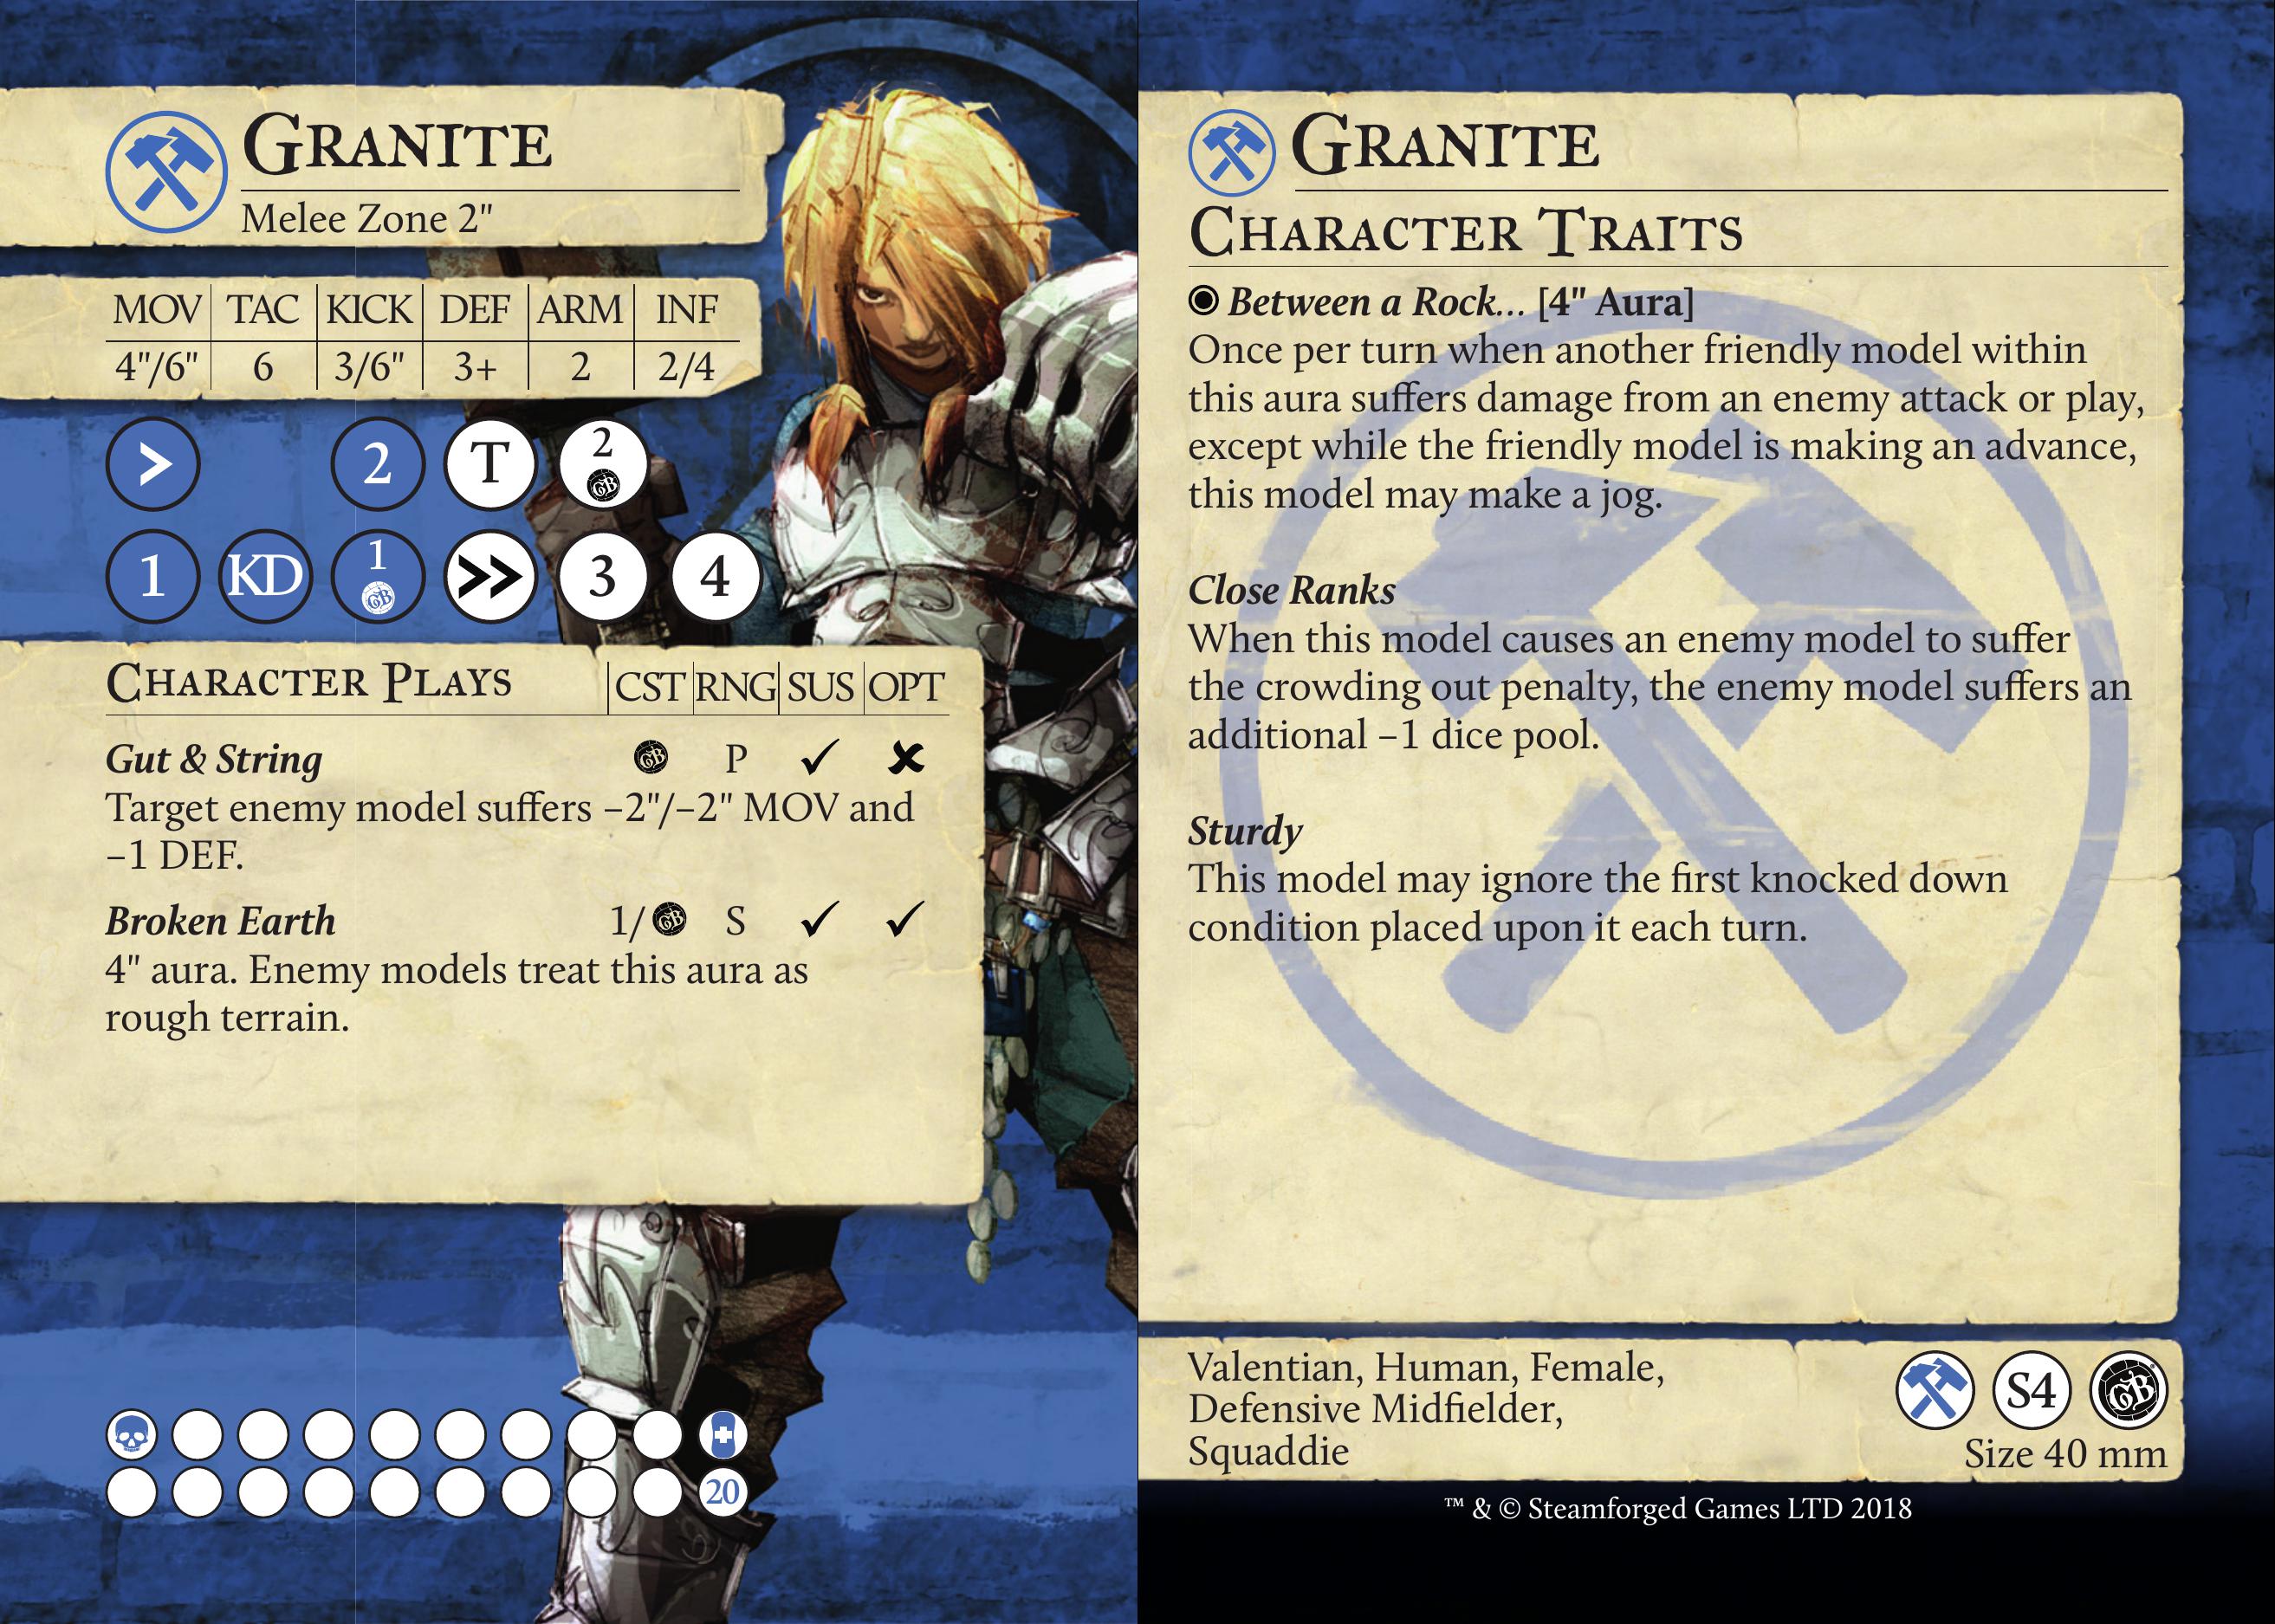 GRANITE
Melee Zone 2"
MOV TAC KICK DEF ARM INF
4"/6" 6 3/6" 3+ 2 2/4
> 2 T 2 GB
1 KD 1 GB >> 3 4
CHARACTER PLAYS CST RNG SUS OPT
Gut & String GB P ✓ ✘
Target enemy model suffers −2"/−2" MOV and
−1 DEF.
Broken Earth 1/GB S ✓ ✓
4" aura. Enemy models treat this aura as
rough terrain.
20
GRANITE
CHARACTER TRAITS
Between a Rock... [4" Aura]
Once per turn when another friendly model within
this aura suffers damage from an enemy attack or play,
except while the friendly model is making an advance,
this model may make a jog.
Close Ranks
When this model causes an enemy model to suffer
the crowding out penalty, the enemy model suffers an
additional −1 dice pool.
Sturdy
This model may ignore the first knocked down
condition placed upon it each turn.
Valentian, Human, Female,
Defensive Midfielder,
Squaddie
S4 GB
Size 40 mm
™ & © Steamforged Games LTD 2018